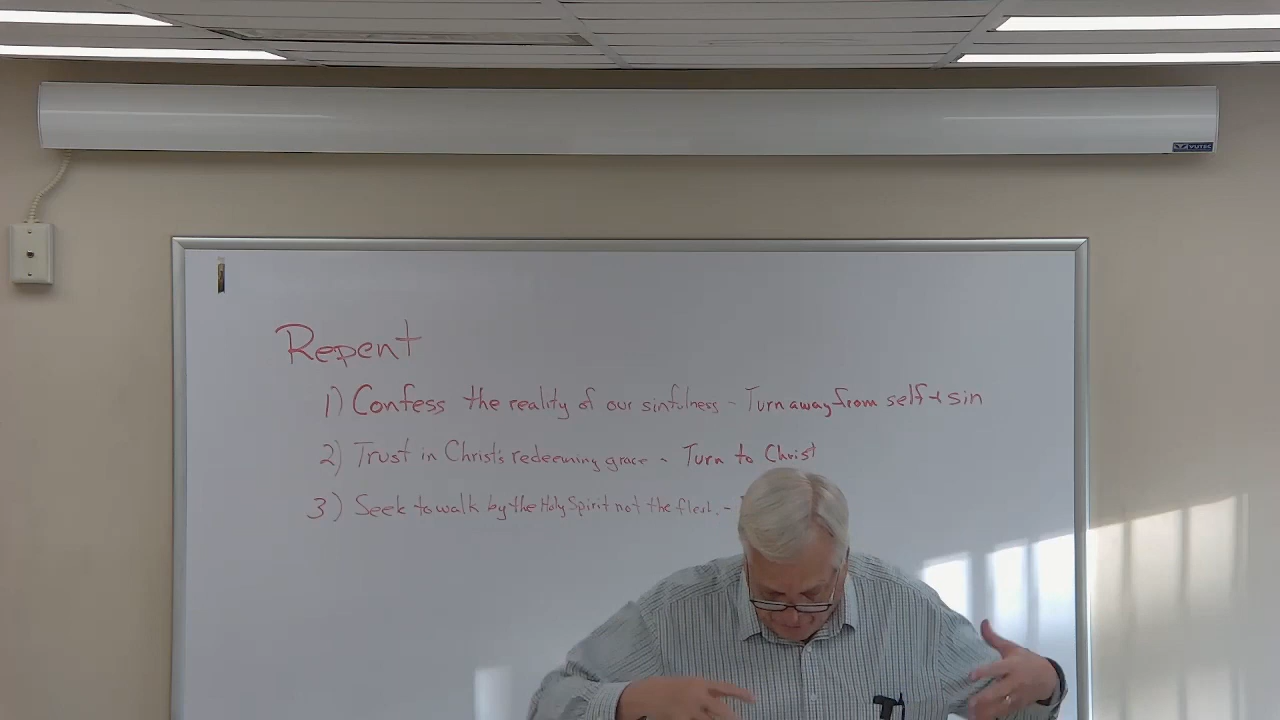 VUTEC
Repent
1) Confess the reality of our sinfulness - Turn away from self & sin
2) Trust in Christ's redeeming grace - Turn to Christ
3) Seek to walk by the Holy Spirit not the flesh. -